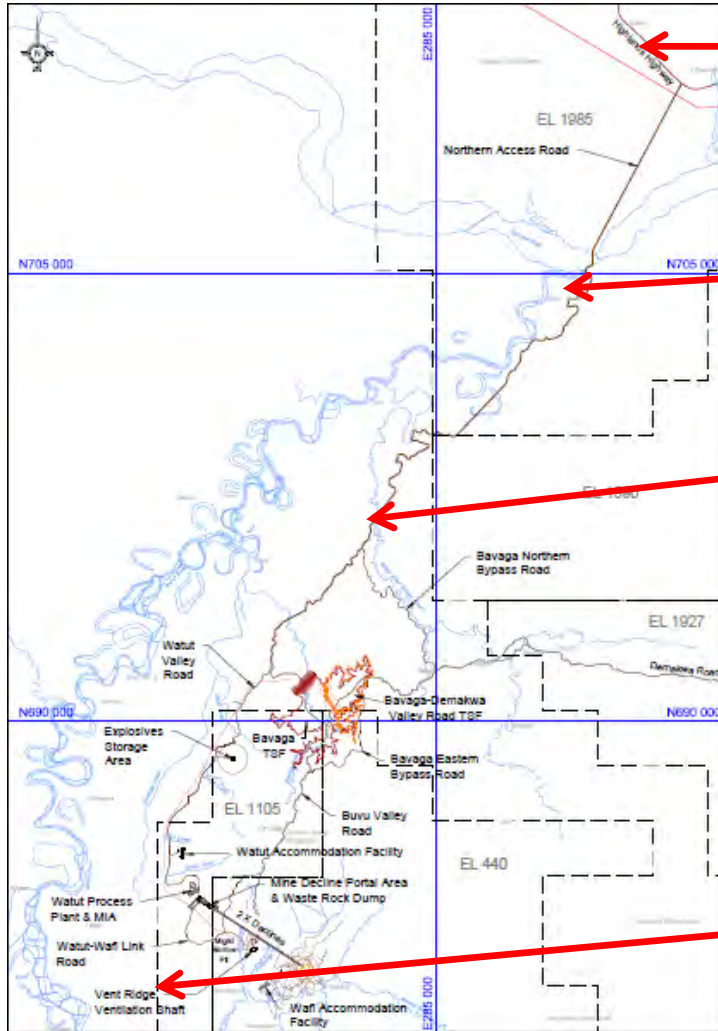 N
E285 000
Highlands Highway
EL 1985
Northern Access Road
N705 000
N705 000
Bavaga Northern
Bypass Road
EL 1927
Watut
Valley
Road
Demakwa Road
Bavaga-Demakwa
Valley Road TSF
N690 000
N690 000
Bavaga
TSF
Explosives
Storage
Area
Bavaga Eastern
Bypass Road
EL 1105
Buvu Valley
Road
Watut Accommodation Facility
EL 440
Mine Decline Portal Area
& Waste Rock Dump
Watut Process
Plant & MIA
2 X Declines
Watut-Wafi Link
Road
Vent Ridge
Ventilation Shaft
Wafi Accommodation
Facility
E285 000